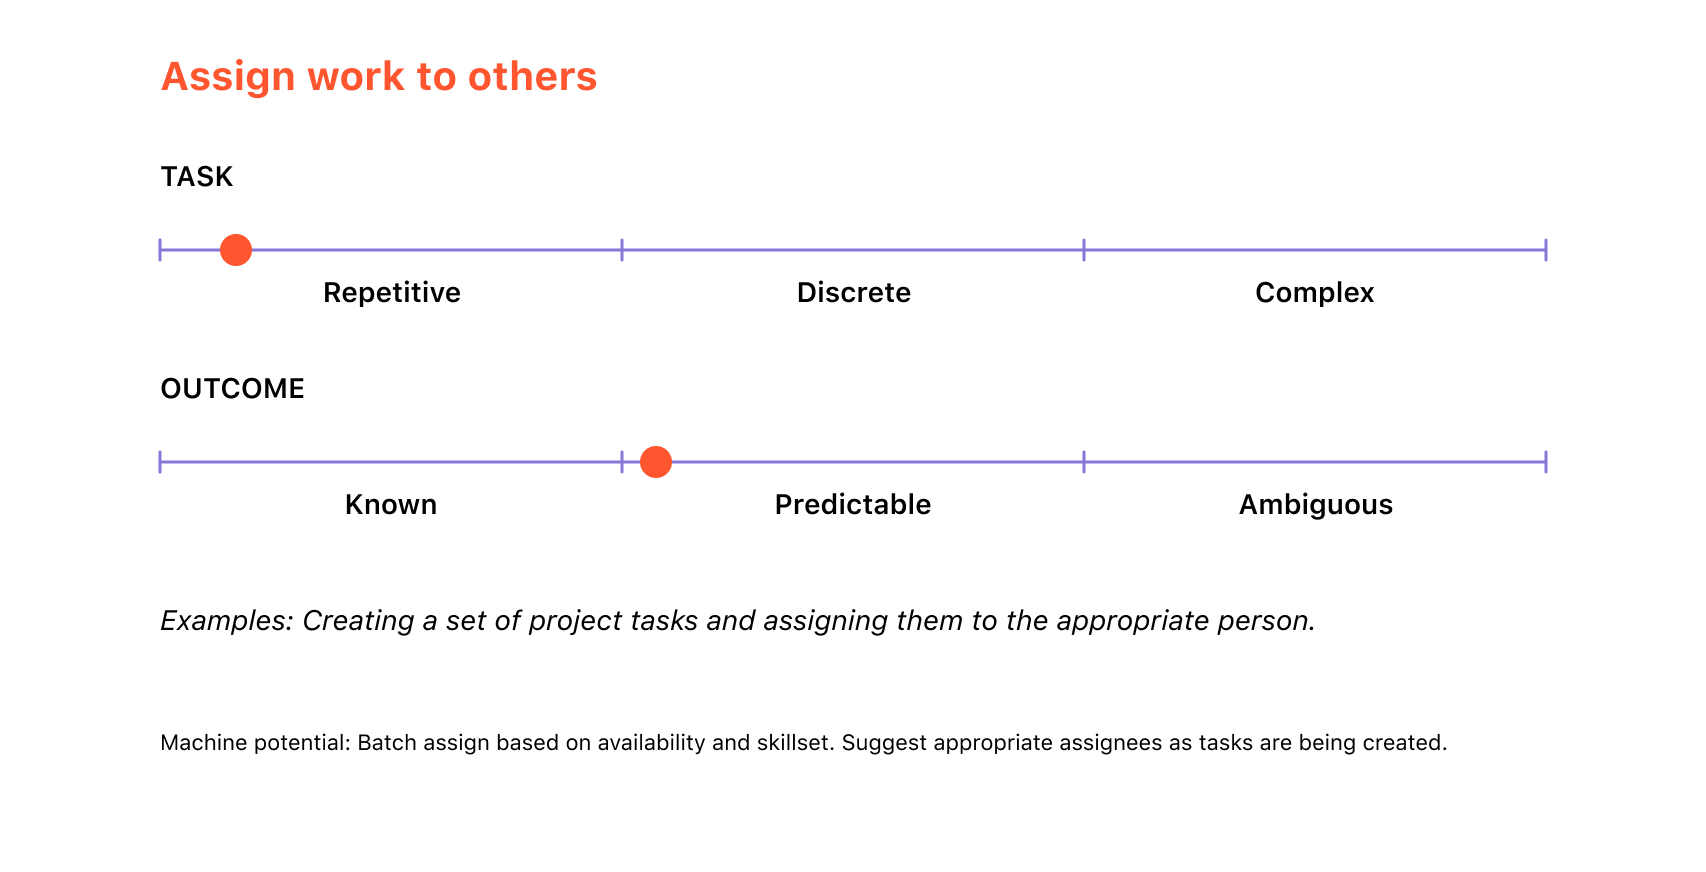 Assign work to others
TASK
Repetitive Discrete Complex
OUTCOME
Known Predictable Ambiguous
Examples: Creating a set of project tasks and assigning them to the appropriate person.
Machine potential: Batch assign based on availability and skillset. Suggest appropriate assignees as tasks are being created.